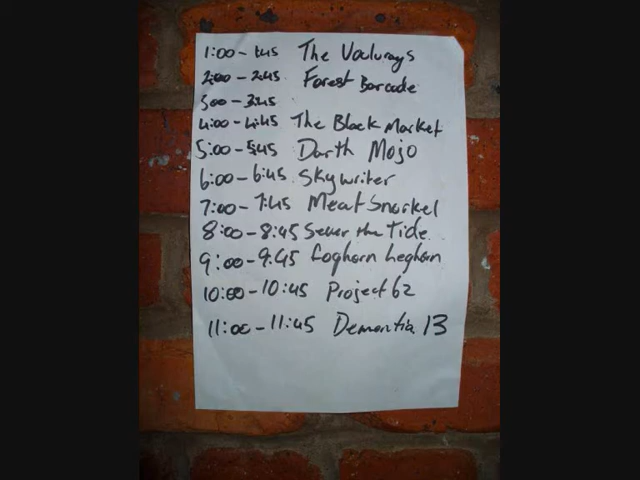 1:00 - 1:45 The
2:00 - 2:45 Forest Barcode
3:00 - 3:45
4:00 - 4:45 The Black Market
5:00 - 5:45 Darth Mojo
6:00 - 6:45 Skywriter
7:00 - 7:45 Meat Snorkel
8:00 - 8:45 Sever the Tide
9:00 - 9:45 Foghorn Leghorn
10:00 - 10:45 Project 62
11:00 - 11:45 Dementia 13